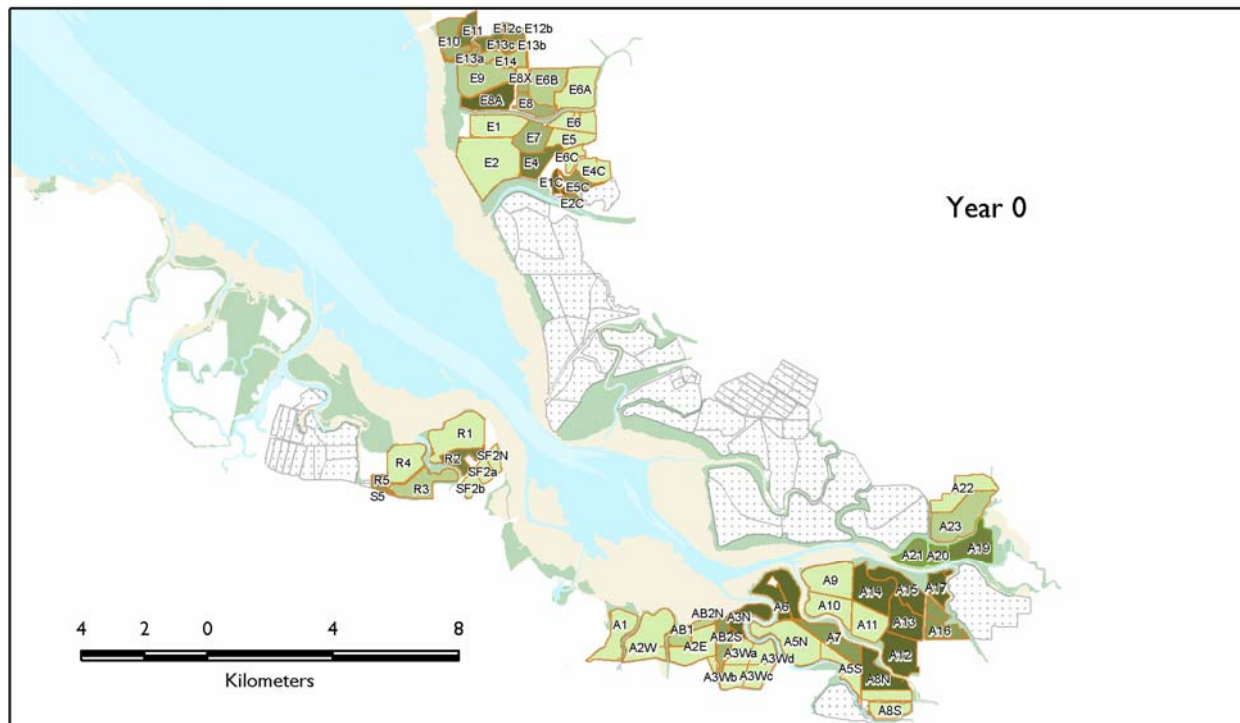 E11 E12c E12b
E10 E13c E13b
E13a E14
E9 E8X E6B
E6A
E8A E8
E1 E6
E7 E5
E2 E4 E6C
E4C
E1C E5C
E2C
Year 0
R1
R4 R2 SF2N
SF2a
R5 R3 SF2b
S5
A22
A23
A21 A20 A19
A9 A14 A15 A17
A6 A10
A1 AB2N A3N A11 A13 A16
AB1 AB2S A5N A7
A2W A2E A3Wa A3Wd A12
A3Wb A3Wc A5S A8N
A8S
4 2 0 4 8
Kilometers